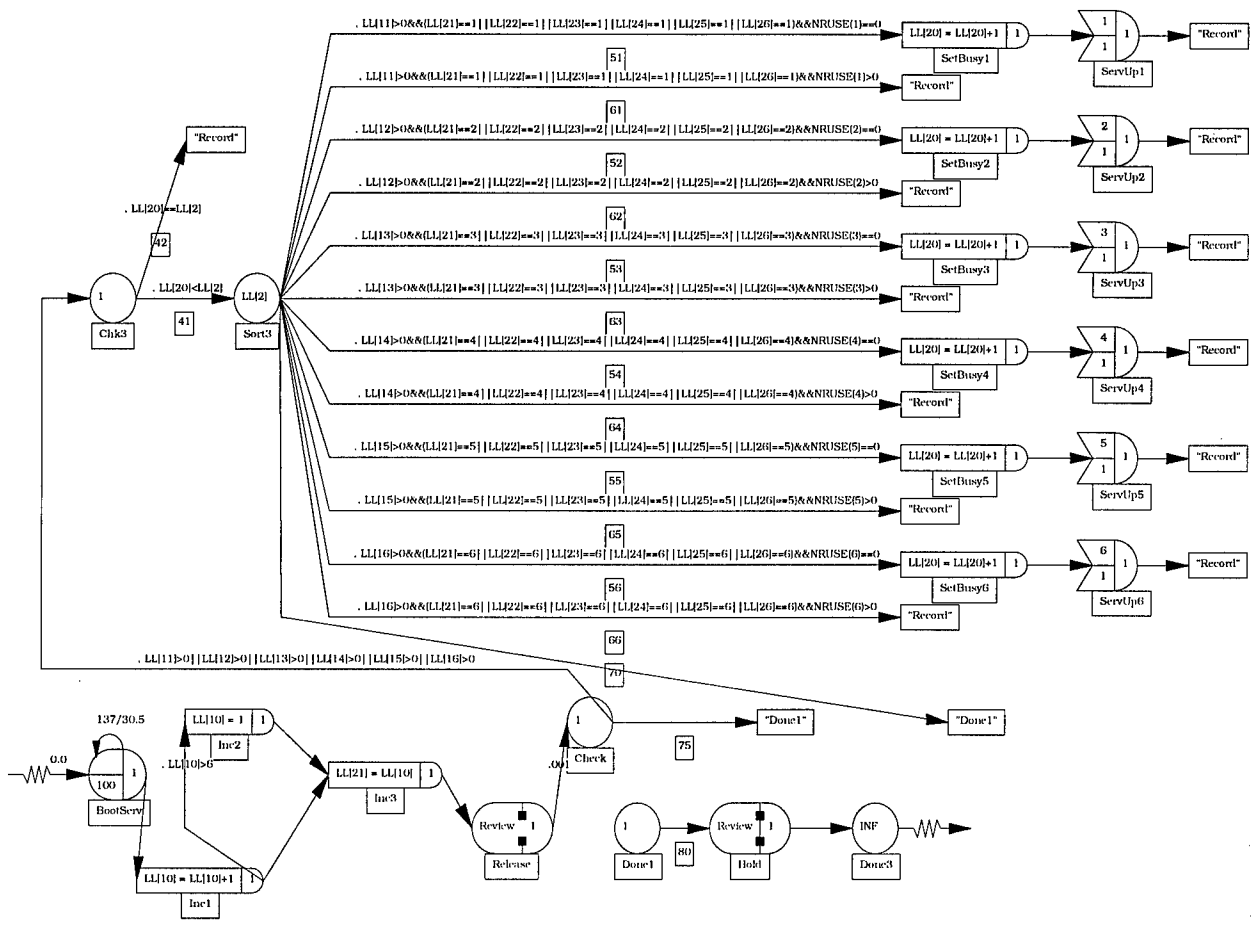 . LL[11]>0&&(LL[21]==1||LL[22]==1||LL[23]==1||LL[24]==1||LL[25]==1||LL[26]==1)&&NRUSE(1)==0
LL[20] = LL[20]+1 1
SetBusy1
1
1
1
ServUp1
"Record"
51
. LL[11]>0&&(LL[21]==1||LL[22]==1||LL[23]==1||LL[24]==1||LL[25]==1||LL[26]==1)&&NRUSE(1)>0
"Record"
61
. LL[12]>0&&(LL[21]==2||LL[22]==2||LL[23]==2||LL[24]==2||LL[25]==2||LL[26]==2)&&NRUSE(2)==0
LL[20] = LL[20]+1 1
SetBusy2
2
1
1
ServUp2
"Record"
52
. LL[12]>0&&(LL[21]==2||LL[22]==2||LL[23]==2||LL[24]==2||LL[25]==2||LL[26]==2)&&NRUSE(2)>0
"Record"
62
. LL[13]>0&&(LL[21]==3||LL[22]==3||LL[23]==3||LL[24]==3||LL[25]==3||LL[26]==3)&&NRUSE(3)==0
LL[20] = LL[20]+1 1
SetBusy3
3
1
1
ServUp3
"Record"
53
. LL[13]>0&&(LL[21]==3||LL[22]==3||LL[23]==3||LL[24]==3||LL[25]==3||LL[26]==3)&&NRUSE(3)>0
"Record"
63
. LL[14]>0&&(LL[21]==4||LL[22]==4||LL[23]==4||LL[24]==4||LL[25]==4||LL[26]==4)&&NRUSE(4)==0
LL[20] = LL[20]+1 1
SetBusy4
4
1
1
ServUp4
"Record"
54
. LL[14]>0&&(LL[21]==4||LL[22]==4||LL[23]==4||LL[24]==4||LL[25]==4||LL[26]==4)&&NRUSE(4)>0
"Record"
64
. LL[15]>0&&(LL[21]==5||LL[22]==5||LL[23]==5||LL[24]==5||LL[25]==5||LL[26]==5)&&NRUSE(5)==0
LL[20] = LL[20]+1 1
SetBusy5
5
1
1
ServUp5
"Record"
55
. LL[15]>0&&(LL[21]==5||LL[22]==5||LL[23]==5||LL[24]==5||LL[25]==5||LL[26]==5)&&NRUSE(5)>0
"Record"
65
. LL[16]>0&&(LL[21]==6||LL[22]==6||LL[23]==6||LL[24]==6||LL[25]==6||LL[26]==6)&&NRUSE(6)==0
LL[20] = LL[20]+1 1
SetBusy6
6
1
1
ServUp6
"Record"
56
. LL[16]>0&&(LL[21]==6||LL[22]==6||LL[23]==6||LL[24]==6||LL[25]==6||LL[26]==6)&&NRUSE(6)>0
"Record"
66
70
"Record"
. LL[20]==LL[2]
42
1
Chk3
. LL[20]<LL[2]
41
LL[2]
Sort3
. LL[11]>0||LL[12]>0||LL[13]>0||LL[14]>0||LL[15]>0||LL[16]>0
137/30.5
0.0
100
1
BootServ
LL[10] = 1 1
Inc2
. LL[10]>6
LL[10] = LL[10]+1 1
Inc1
LL[21] = LL[10] 1
Inc3
Review 1
Release
.001
1
Check
"Done1"
75
"Done1"
1
Done1
80
Review 1
Hold
INF
Done3